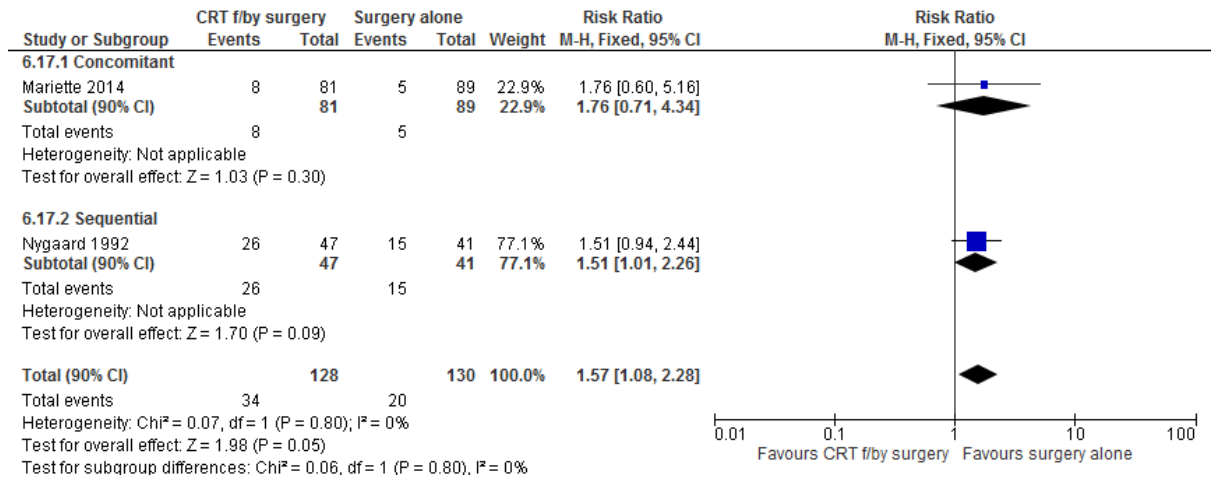 CRT f/by surgery Surgery alone Risk Ratio Risk Ratio
Study or Subgroup Events Total Events Total Weight M-H, Fixed, 95% CI M-H, Fixed, 95% CI
6.17.1 Concomitant
Mariette 2014 8 81 5 89 22.9% 1.76 [0.60, 5.16]
Subtotal (90% CI) 81 89 22.9% 1.76 [0.71, 4.34]
Total events 8 5
Heterogeneity: Not applicable
Test for overall effect: Z = 1.03 (P = 0.30)
6.17.2 Sequential
Nygaard 1992 26 47 15 41 77.1% 1.51 [0.94, 2.44]
Subtotal (90% CI) 47 41 77.1% 1.51 [1.01, 2.26]
Total events 26 15
Heterogeneity: Not applicable
Test for overall effect: Z = 1.70 (P = 0.09)
Total (90% CI) 128 130 100.0% 1.57 [1.08, 2.28]
Total events 34 20
Heterogeneity: Chi² = 0.07, df = 1 (P = 0.80); I² = 0%
Test for overall effect: Z = 1.98 (P = 0.05)
Test for subgroup differences: Chi² = 0.06, df = 1 (P = 0.80), I² = 0%
0.01 0.1 1 10 100
Favours CRT f/by surgery Favours surgery alone